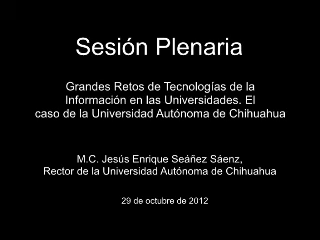 Sesión Plenaria
Grandes Retos de Tecnologías de la
Información en las Universidades. El
caso de la Universidad Autónoma de Chihuahua
M.C. Jesús Enrique Seáñez Sáenz,
Rector de la Universidad Autónoma de Chihuahua
29 de octubre de 2012